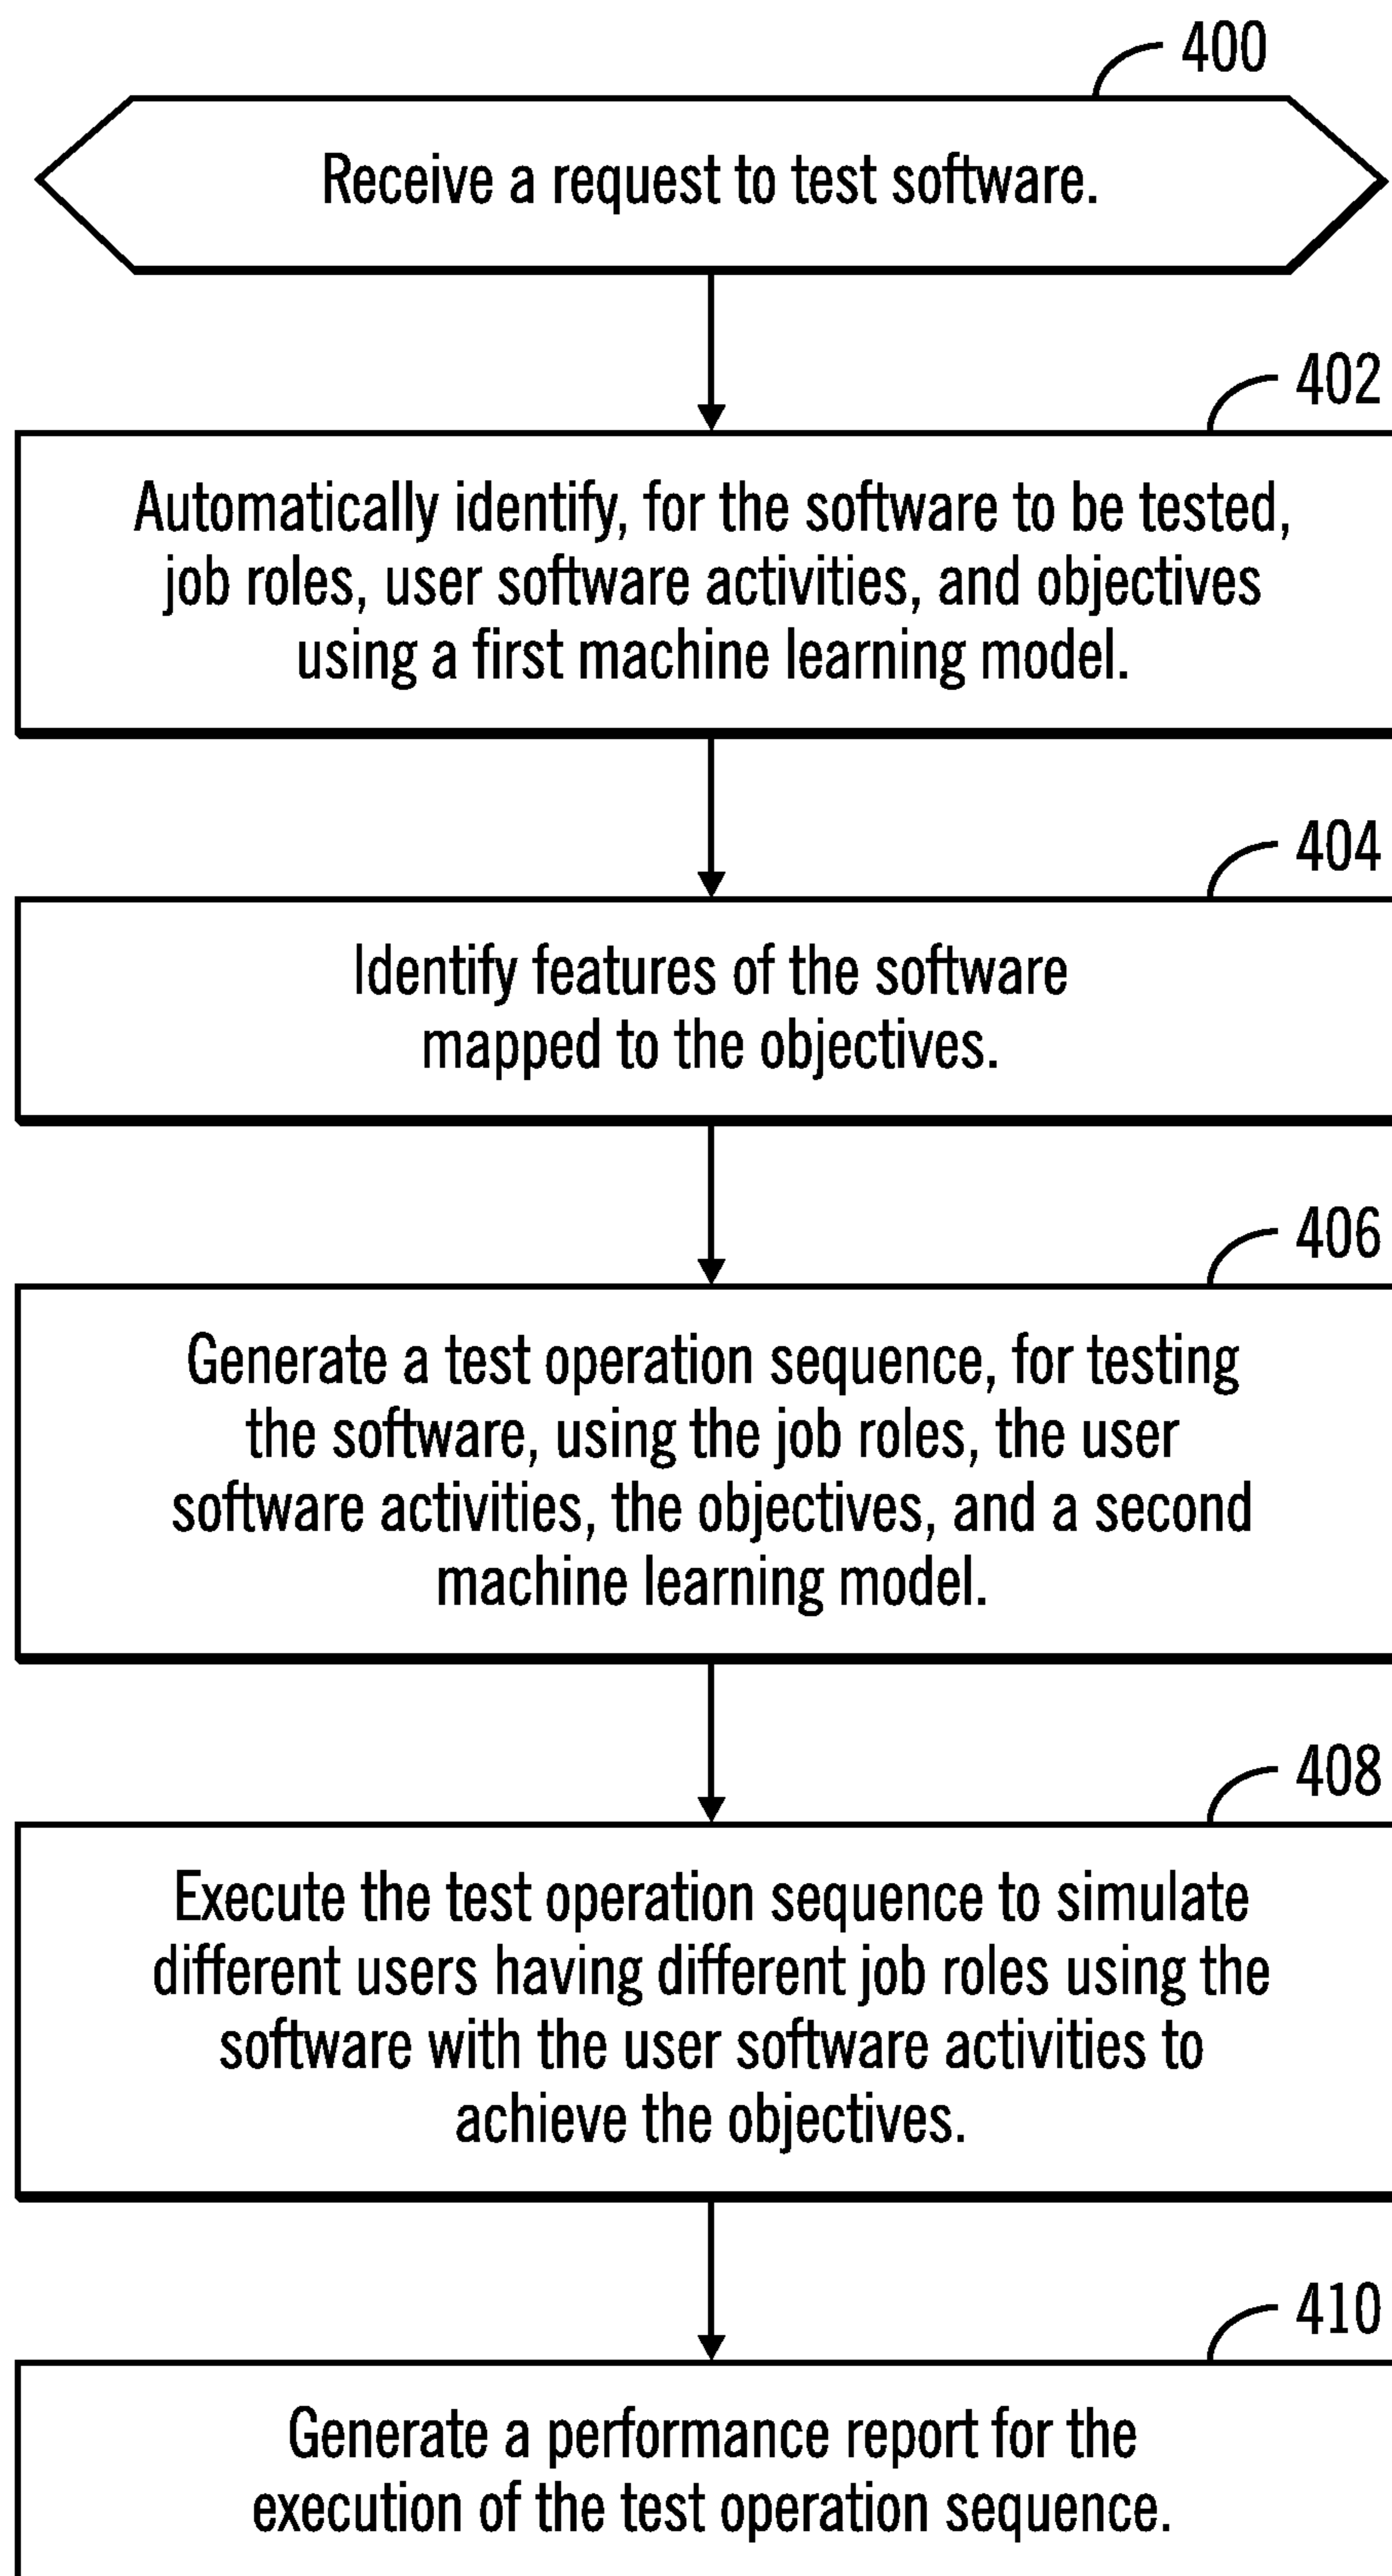 400
Receive a request to test software.
402
Automatically identify, for the software to be tested,
job roles, user software activities, and objectives
using a first machine learning model.
404
Identify features of the software
mapped to the objectives.
406
Generate a test operation sequence, for testing
the software, using the job roles, the user
software activities, the objectives, and a second
machine learning model.
408
Execute the test operation sequence to simulate
different users having different job roles using the
software with the user software activities to
achieve the objectives.
410
Generate a performance report for the
execution of the test operation sequence.